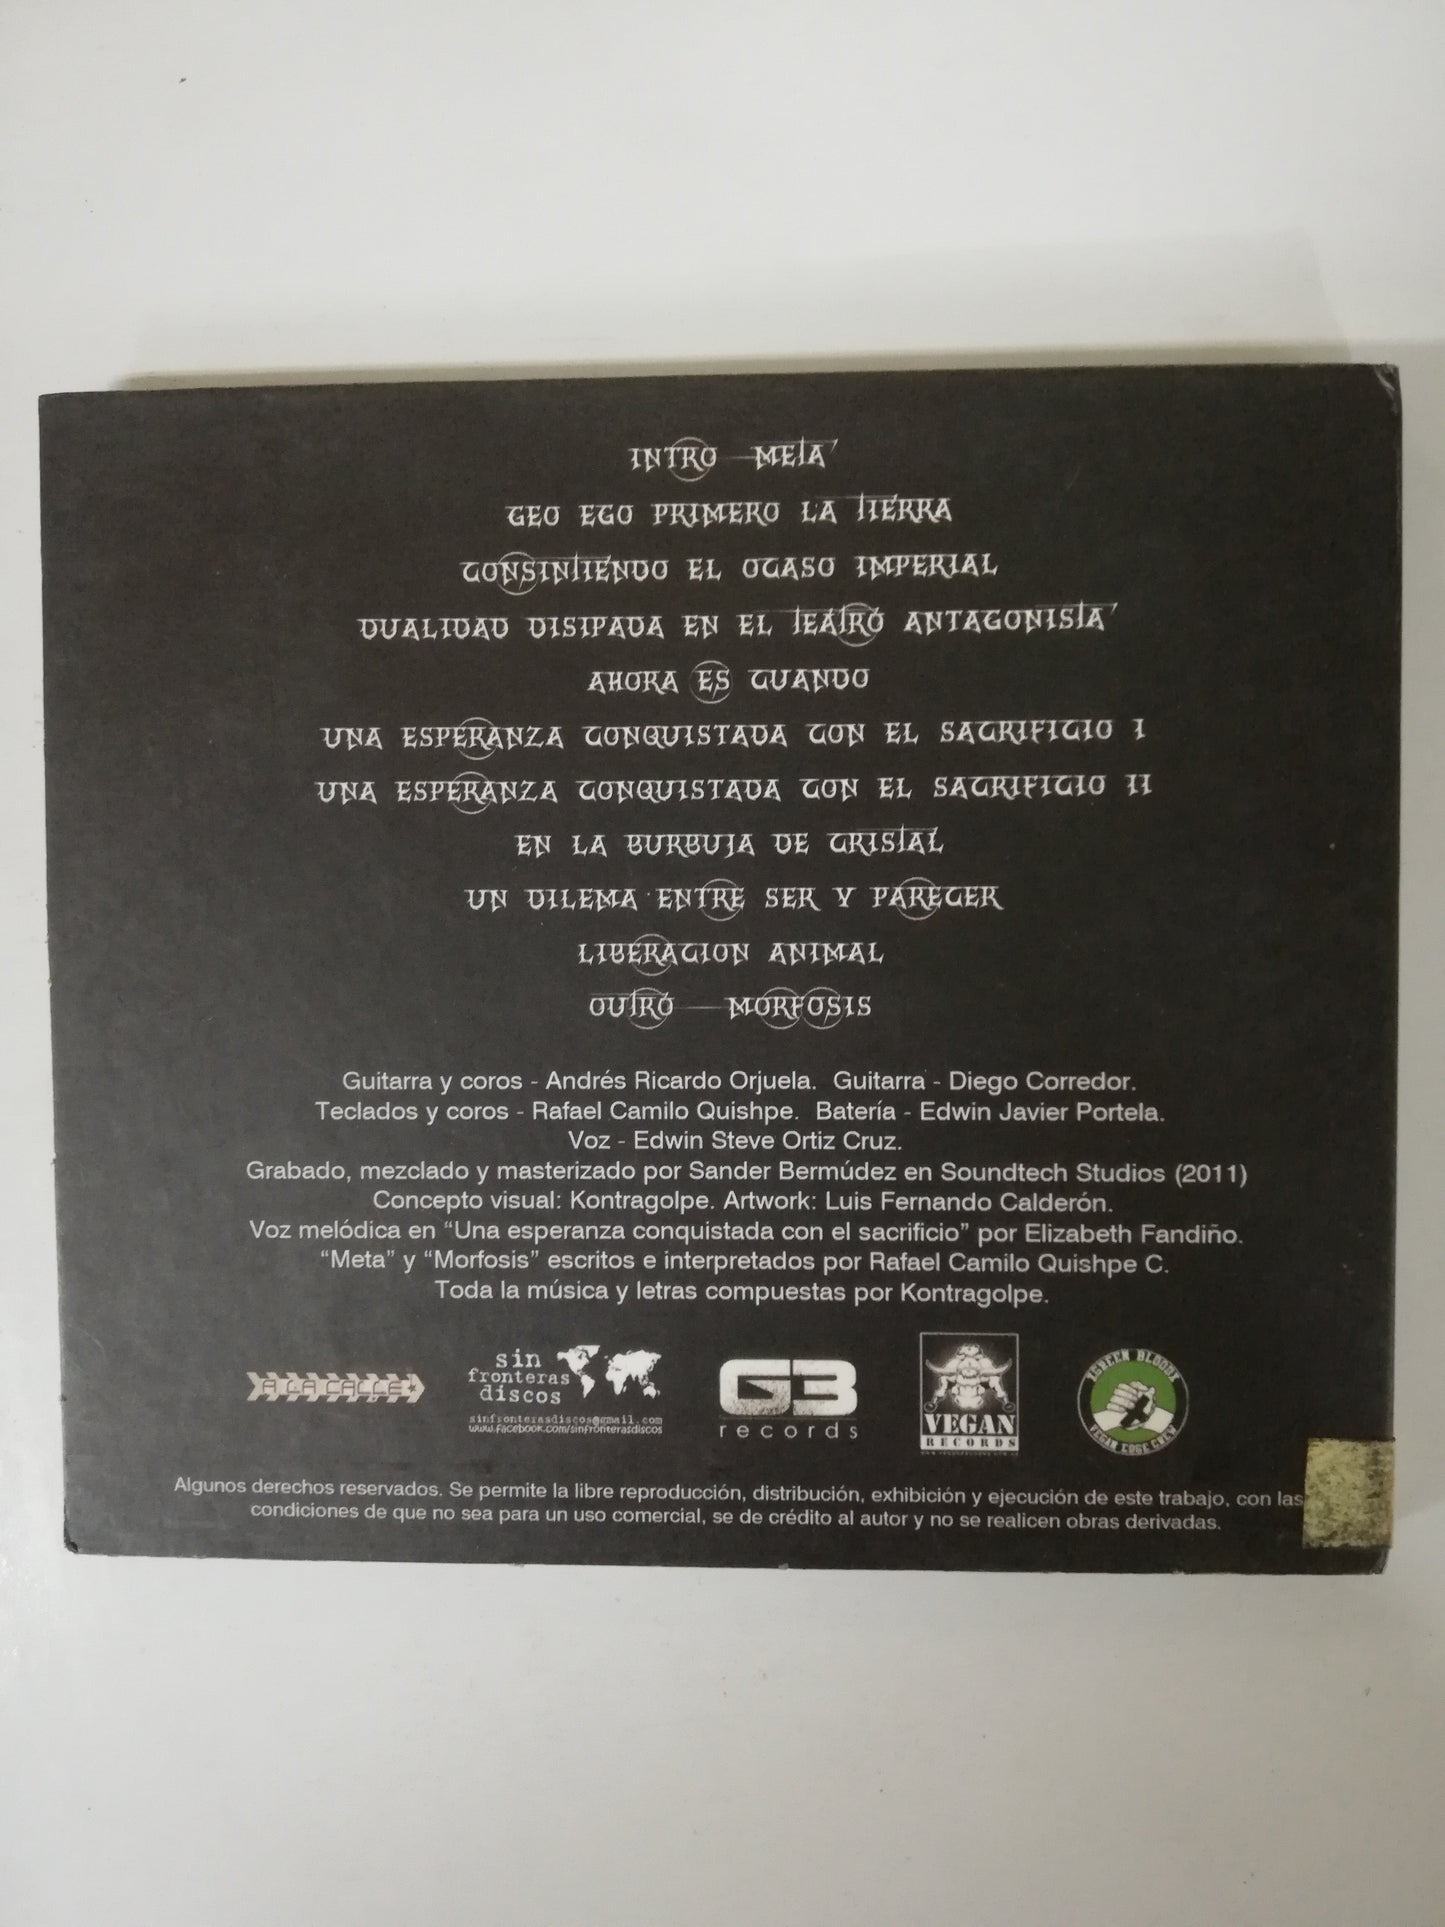 INTRO — META
GEO EGO PRIMERO LA TIERRA
CONSINTIENDO EL OCASO IMPERIAL
DUALIDAD DISIPADA EN EL TEATRO ANTAGONISTA
AHORA ES CUANDO
UNA ESPERANZA CONQUISTADA CON EL SACRIFICIO I
UNA ESPERANZA CONQUISTADA CON EL SACRIFICIO II
EN LA BURBUJA DE CRISTAL
UN DILEMA ENTRE SER Y PARECER
LIBERACION ANIMAL
OUTRO — MORFOSIS
Guitarra y coros - Andrés Ricardo Orjuela. Guitarra - Diego Corredor.
Teclados y coros - Rafael Camilo Quishpe. Batería - Edwin Javier Portela.
Voz - Edwin Steve Ortiz Cruz.
Grabado, mezclado y masterizado por Sander Bermúdez en Soundtech Studios (2011)
Concepto visual: Kontragolpe. Artwork: Luis Fernando Calderón.
Voz melódica en “Una esperanza conquistada con el sacrificio” por Elizabeth Fandiño.
“Meta” y “Morfosis” escritos e interpretados por Rafael Camilo Quishpe C.
Toda la música y letras compuestas por Kontragolpe.
A LA CALLE
sin
fronteras
discos
sinfronterasdiscos@gmail.com
www.facebook.com/sinfronterasdiscos
G3
records
VEGAN
RECORDS
BLOODX
VEGAN EDGE CREW
Algunos derechos reservados. Se permite la libre reproducción, distribución, exhibición y ejecución de este trabajo, con las
condiciones de que no sea para un uso comercial, se de crédito al autor y no se realicen obras derivadas.